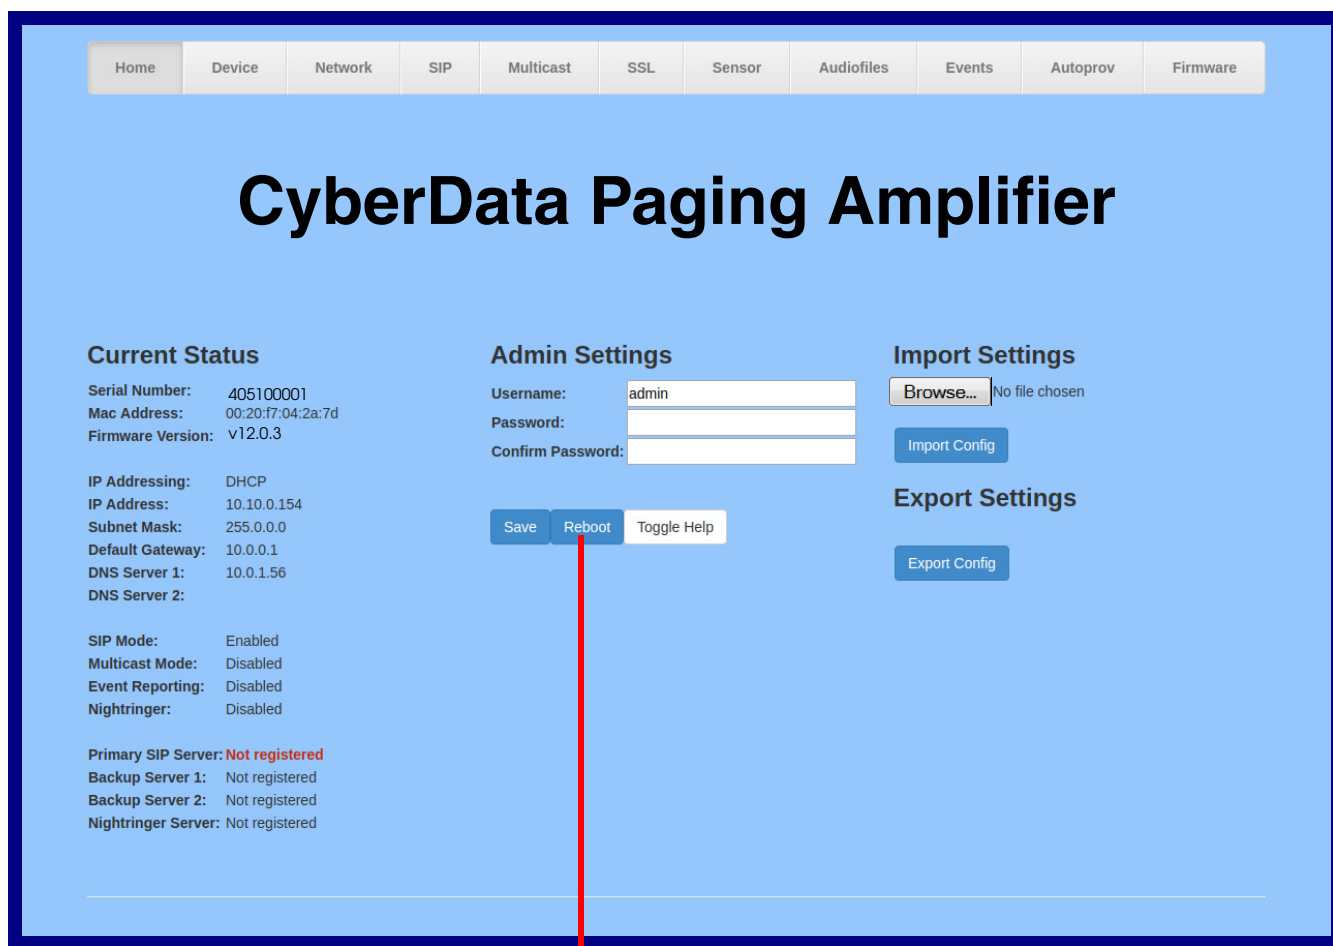 Home Device Network SIP Multicast SSL Sensor Audiofiles Events Autoprov Firmware
CyberData Paging Amplifier
Current Status
Serial Number: 405100001
Mac Address: 00:20:f7:04:2a:7d
Firmware Version: v12.0.3
IP Addressing: DHCP
IP Address: 10.10.0.154
Subnet Mask: 255.0.0.0
Default Gateway: 10.0.0.1
DNS Server 1: 10.0.1.56
DNS Server 2:
SIP Mode: Enabled
Multicast Mode: Disabled
Event Reporting: Disabled
Nightringer: Disabled
Primary SIP Server: Not registered
Backup Server 1: Not registered
Backup Server 2: Not registered
Nightringer Server: Not registered
Admin Settings
Username: admin
Password:
Confirm Password:
Save Reboot Toggle Help
Import Settings
Browse... No file chosen
Import Config
Export Settings
Export Config